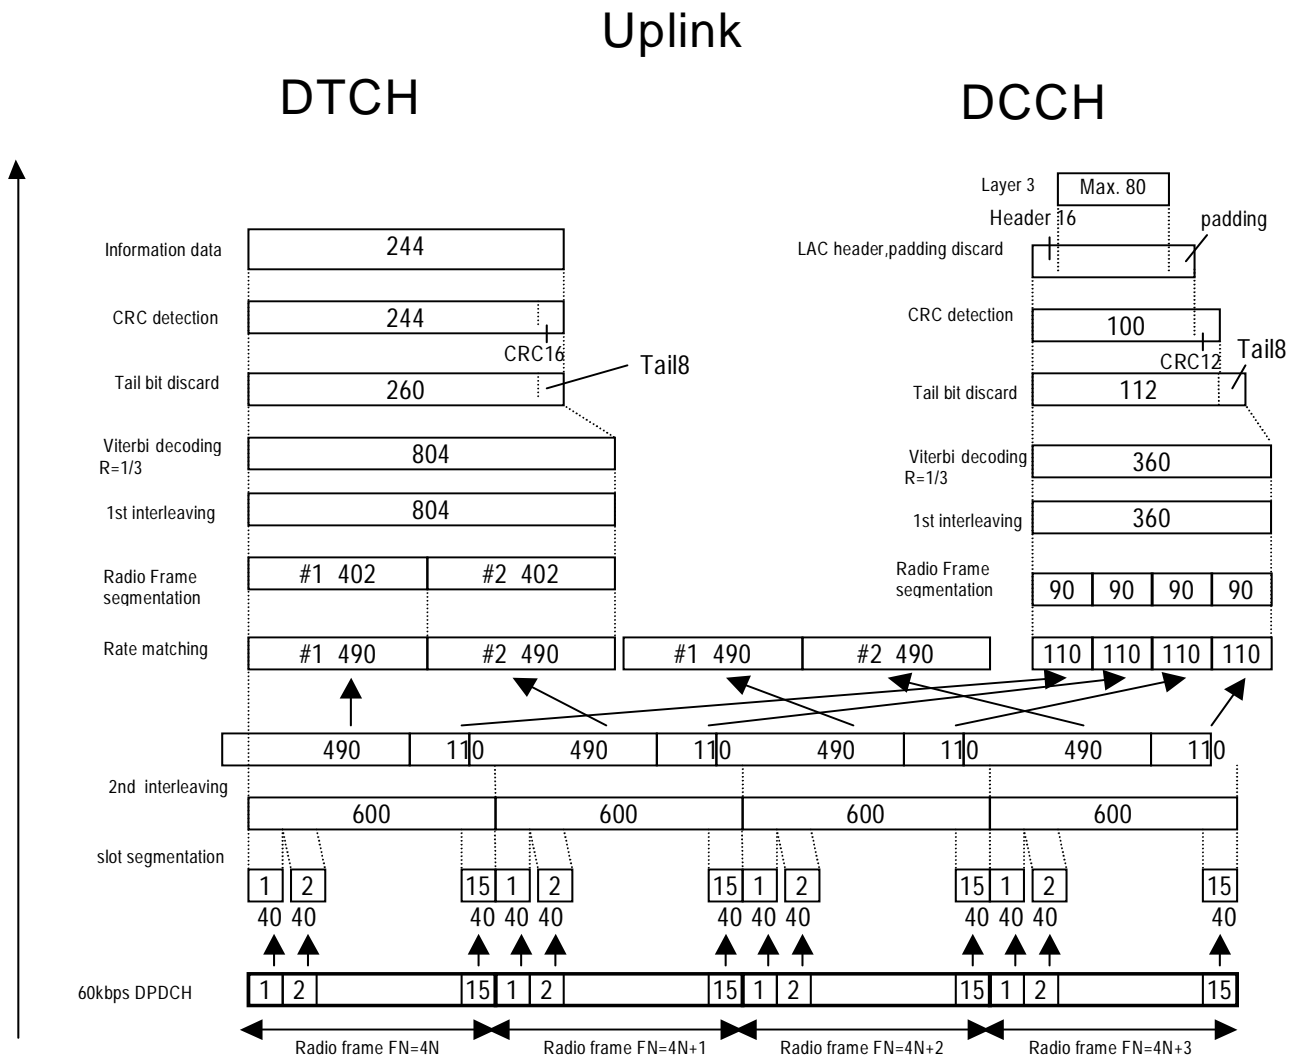 Uplink
DTCH
DCCH
Layer 3
Max. 80
Header 16
padding
Information data
244
LAC header,padding discard
CRC detection
244
CRC16
CRC detection
100
CRC12
Tail bit discard
260
Tail8
Tail bit discard
112
Tail8
Viterbi decoding
R=1/3
804
Viterbi decoding
R=1/3
360
1st interleaving
804
1st interleaving
360
Radio Frame
segmentation
#1 402
#2 402
Radio Frame
segmentation
90 90 90 90
Rate matching
#1 490
#2 490
#1 490
#2 490
110 110 110 110
490 110 490 110 490 110 490 110
2nd interleaving
600 600 600 600
slot segmentation
1 2 15 1 2 15 1 2 15 1 2 15
40 40 40 40 40 40 40 40 40 40 40 40
60kbps DPDCH
1 2 15 1 2 15 1 2 15 1 2 15
Radio frame FN=4N
Radio frame FN=4N+1
Radio frame FN=4N+2
Radio frame FN=4N+3